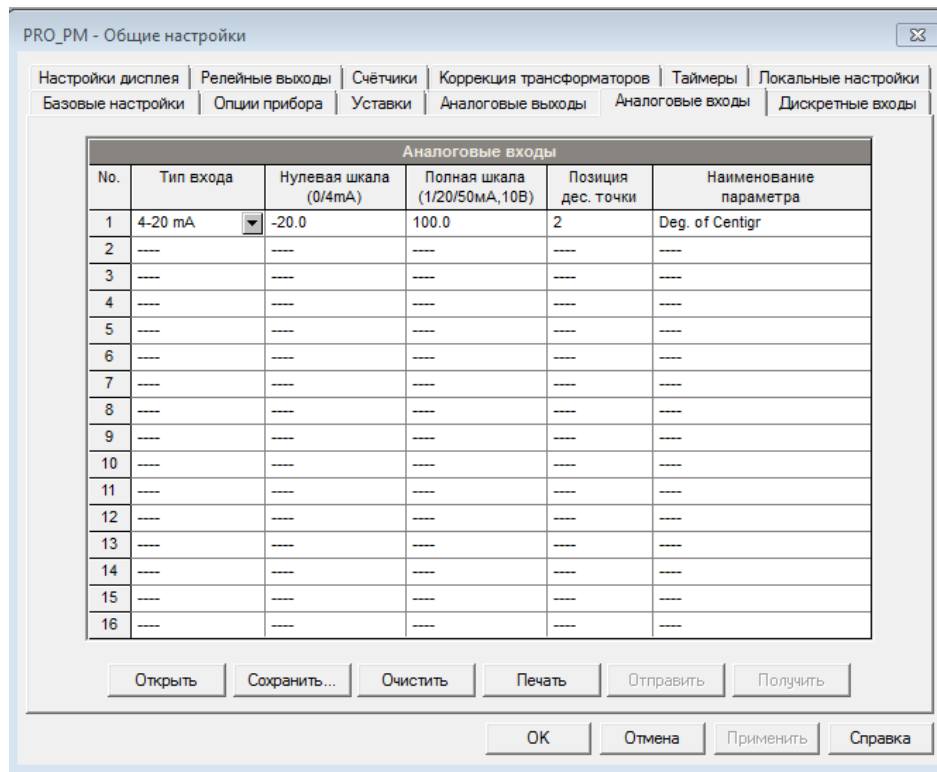 PRO_PM - Общие настройки
Настройки дисплея Релейные выходы Счётчики Коррекция трансформаторов Таймеры Локальные настройки
Базовые настройки Опции прибора Уставки Аналоговые выходы Аналоговые входы Дискретные входы
Аналоговые входы
No. Тип входа Нулевая шкала Полная шкала Позиция Наименование
(0/4mA) (1/20/50мА,10В) дес. точки параметра
1 4-20 mA -20.0 100.0 2 Deg. of Centigr
2 ---- ---- ---- ---- ----
3 ---- ---- ---- ---- ----
4 ---- ---- ---- ---- ----
5 ---- ---- ---- ---- ----
6 ---- ---- ---- ---- ----
7 ---- ---- ---- ---- ----
8 ---- ---- ---- ---- ----
9 ---- ---- ---- ---- ----
10 ---- ---- ---- ---- ----
11 ---- ---- ---- ---- ----
12 ---- ---- ---- ---- ----
13 ---- ---- ---- ---- ----
14 ---- ---- ---- ---- ----
15 ---- ---- ---- ---- ----
16 ---- ---- ---- ---- ----
Открыть Сохранить... Очистить Печать Отправить Получить
OK Отмена Применить Справка